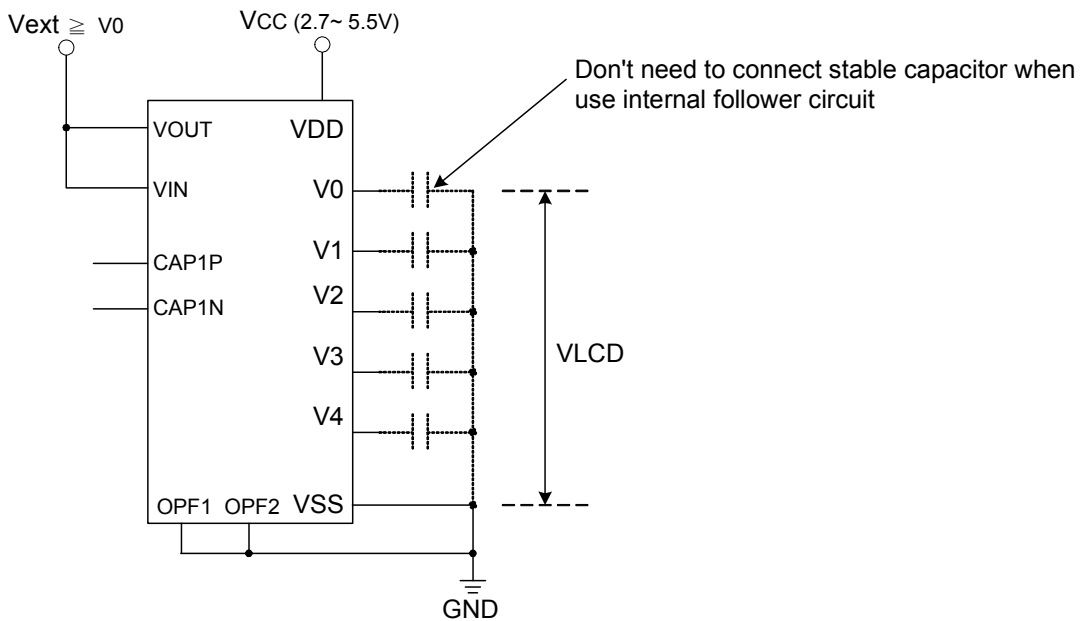 Vext ≧ V0
VCC (2.7~ 5.5V)
Don't need to connect stable capacitor when
use internal follower circuit
VOUT
VDD
VIN
V0
V1
CAP1P
V2
CAP1N
V3
VLCD
V4
OPF1
OPF2
VSS
GND